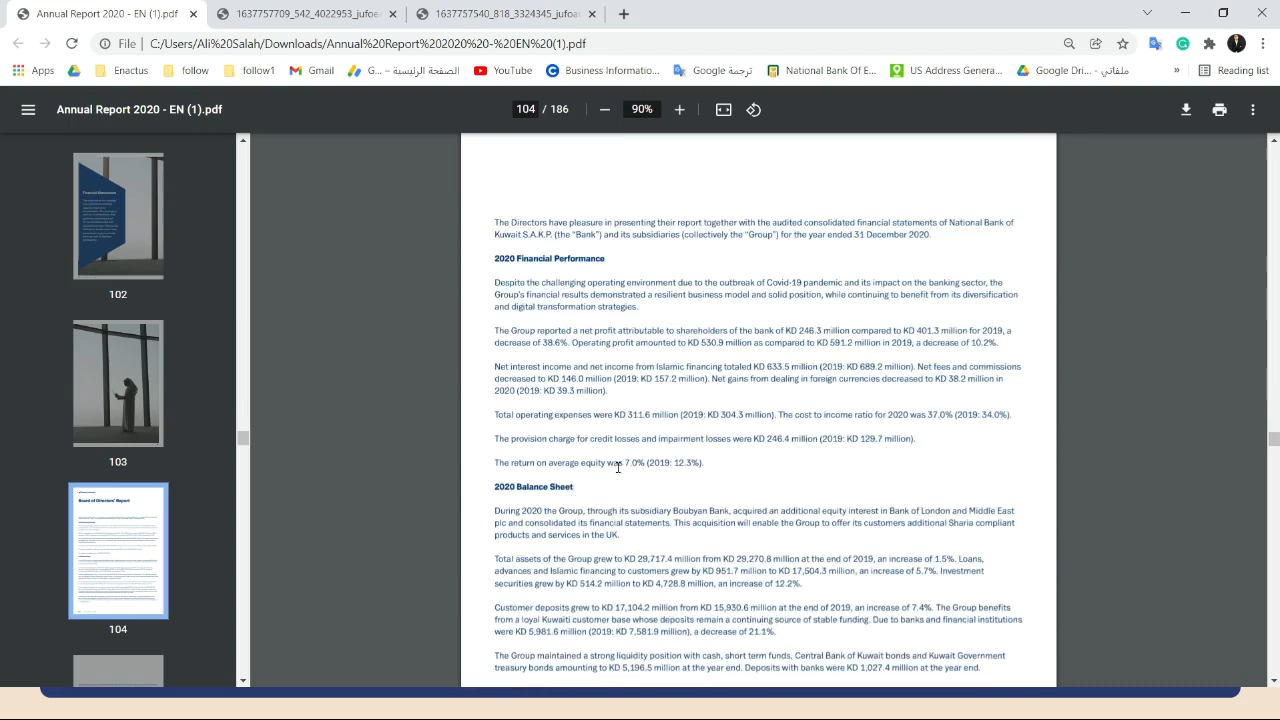 Annual Report 2020 - EN (1).pdf
1637757709_542_4022953_jufoe
1637757540_818_3324345_jufoa
File | C:/Users/Ali%20Salah/Downloads/Annual%20Report%202020%20-%20EN%20(1).pdf
Apps
Enactus
follow
follow1
Gmail
G...
الصفحة الرئيسية –
YouTube
Business Informatio...
ترجمة Google
National Bank Of E...
US Address Genera...
ملفاتي - Google Dri...
»
Reading list
Annual Report 2020 - EN (1).pdf
104 / 186
90%
Financial Statements
102
103
Board of Directors' Report
104
The Directors have pleasure in presenting their report together with the audited consolidated financial statements of National Bank of
Kuwait S.A.K.P. (the “Bank”) and its subsidiaries (collectively the “Group”) for the year ended 31 December 2020.
2020 Financial Performance
Despite the challenging operating environment due to the outbreak of Covid-19 pandemic and its impact on the banking sector, the
Group's financial results demonstrated a resilient business model and solid position, while continuing to benefit from its diversification
and digital transformation strategies.
The Group reported a net profit attributable to shareholders of the bank of KD 246.3 million compared to KD 401.3 million for 2019, a
decrease of 38.6%. Operating profit amounted to KD 530.9 million as compared to KD 591.2 million in 2019, a decrease of 10.2%.
Net interest income and net income from Islamic financing totaled KD 633.5 million (2019: KD 689.2 million). Net fees and commissions
decreased to KD 146.0 million (2019: KD 157.2 million). Net gains from dealing in foreign currencies decreased to KD 38.2 million in
2020 (2019: KD 39.3 million).
Total operating expenses were KD 311.6 million (2019: KD 304.3 million). The cost to income ratio for 2020 was 37.0% (2019: 34.0%).
The provision charge for credit losses and impairment losses were KD 246.4 million (2019: KD 129.7 million).
The return on average equity was 7.0% (2019: 12.3%).
2020 Balance Sheet
During 2020 the Group, through its subsidiary Boubyan Bank, acquired an additional equity interest in Bank of London and Middle East
plc and consolidated its financial statements. This acquisition will enable the Group to offer its customers additional Sharia compliant
products and services in the UK.
Total assets of the Group grew to KD 29,717.4 million from KD 29,270.8 million at the end of 2019, an increase of 1.5%. Loans,
advances and Islamic financing to customers grew by KD 951.7 million to KD 17,504.3 million, an increase of 5.7%. Investment
securities grew by KD 514.2 million to KD 4,728.8 million, an increase of 12.2%.
Customer deposits grew to KD 17,104.2 million from KD 15,930.6 million at the end of 2019, an increase of 7.4%. The Group benefits
from a loyal Kuwaiti customer base whose deposits remain a continuing source of stable funding. Due to banks and financial institutions
were KD 5,981.6 million (2019: KD 7,581.9 million), a decrease of 21.1%.
The Group maintained a strong liquidity position with cash, short term funds, Central Bank of Kuwait bonds and Kuwait Government
treasury bonds amounting to KD 5,196.5 million at the year end. Deposits with banks were KD 1,027.4 million at the year end.